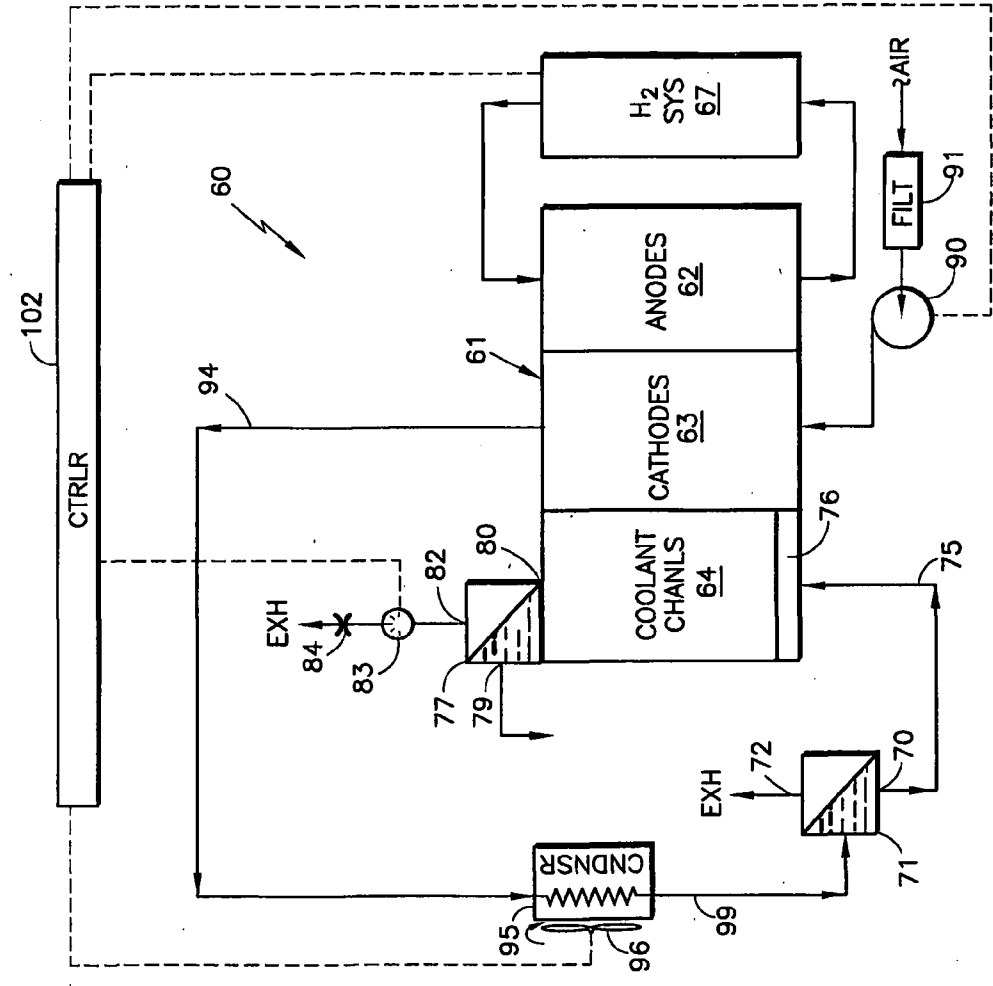 102
CTRLR
60
AIR
H2
SYS
67
FILT
91
90
ANODES
62
61
94
CATHODES
63
COOLANT
CHANLS
64
76
75
80
82
EXH
84
83
77
79
EXH
72
70
71
CNDNSR
95
96
99